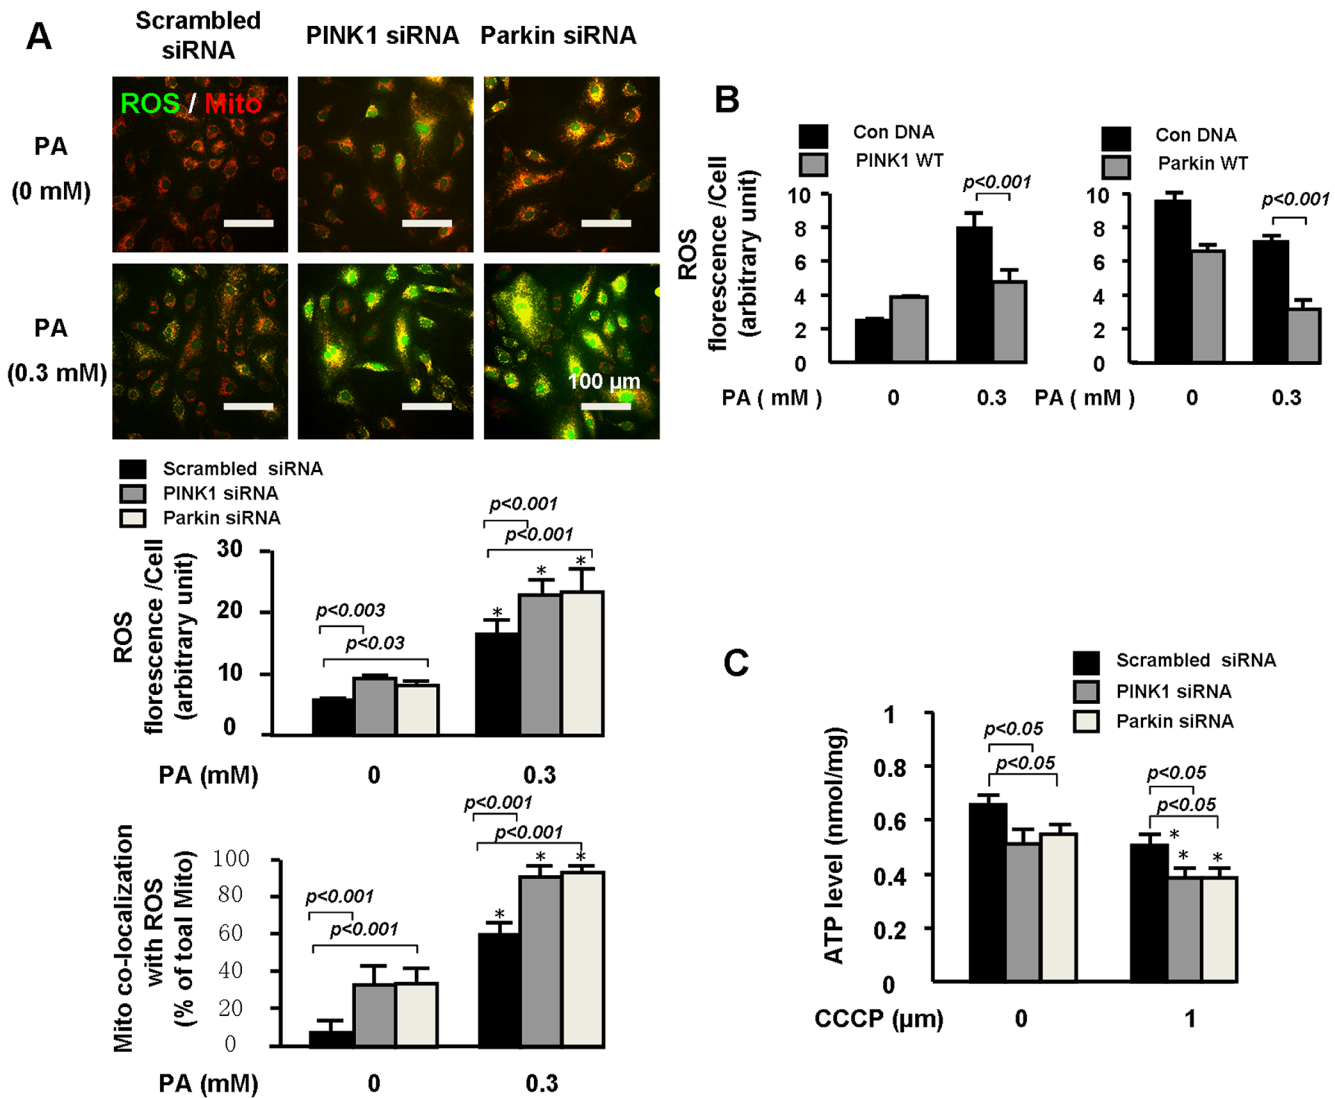 A
Scrambled
siRNA
PINK1 siRNA
Parkin siRNA
ROS / Mito
PA
(0 mM)
PA
(0.3 mM)
100 µm
Scrambled siRNA
PINK1 siRNA
Parkin siRNA
ROS
florescence /Cell
(arbitrary unit)
30
20
10
0
p<0.003
p<0.03
p<0.001
p<0.001
*
*
*
PA (mM)
0
0.3
Mito co-localization
with ROS
(% of toal Mito)
100
80
60
40
20
0
p<0.001
p<0.001
p<0.001
p<0.001
*
*
*
PA (mM)
0
0.3
B
Con DNA
PINK1 WT
ROS
florescence /Cell
(arbitrary unit)
10
8
6
4
2
0
p<0.001
PA ( mM )
0
0.3
Con DNA
Parkin WT
10
8
6
4
2
0
p<0.001
PA ( mM )
0
0.3
C
Scrambled siRNA
PINK1 siRNA
Parkin siRNA
ATP level (nmol/mg)
1
0.8
0.6
0.4
0.2
0
p<0.05
p<0.05
p<0.05
p<0.05
*
*
*
CCCP (µm)
0
1